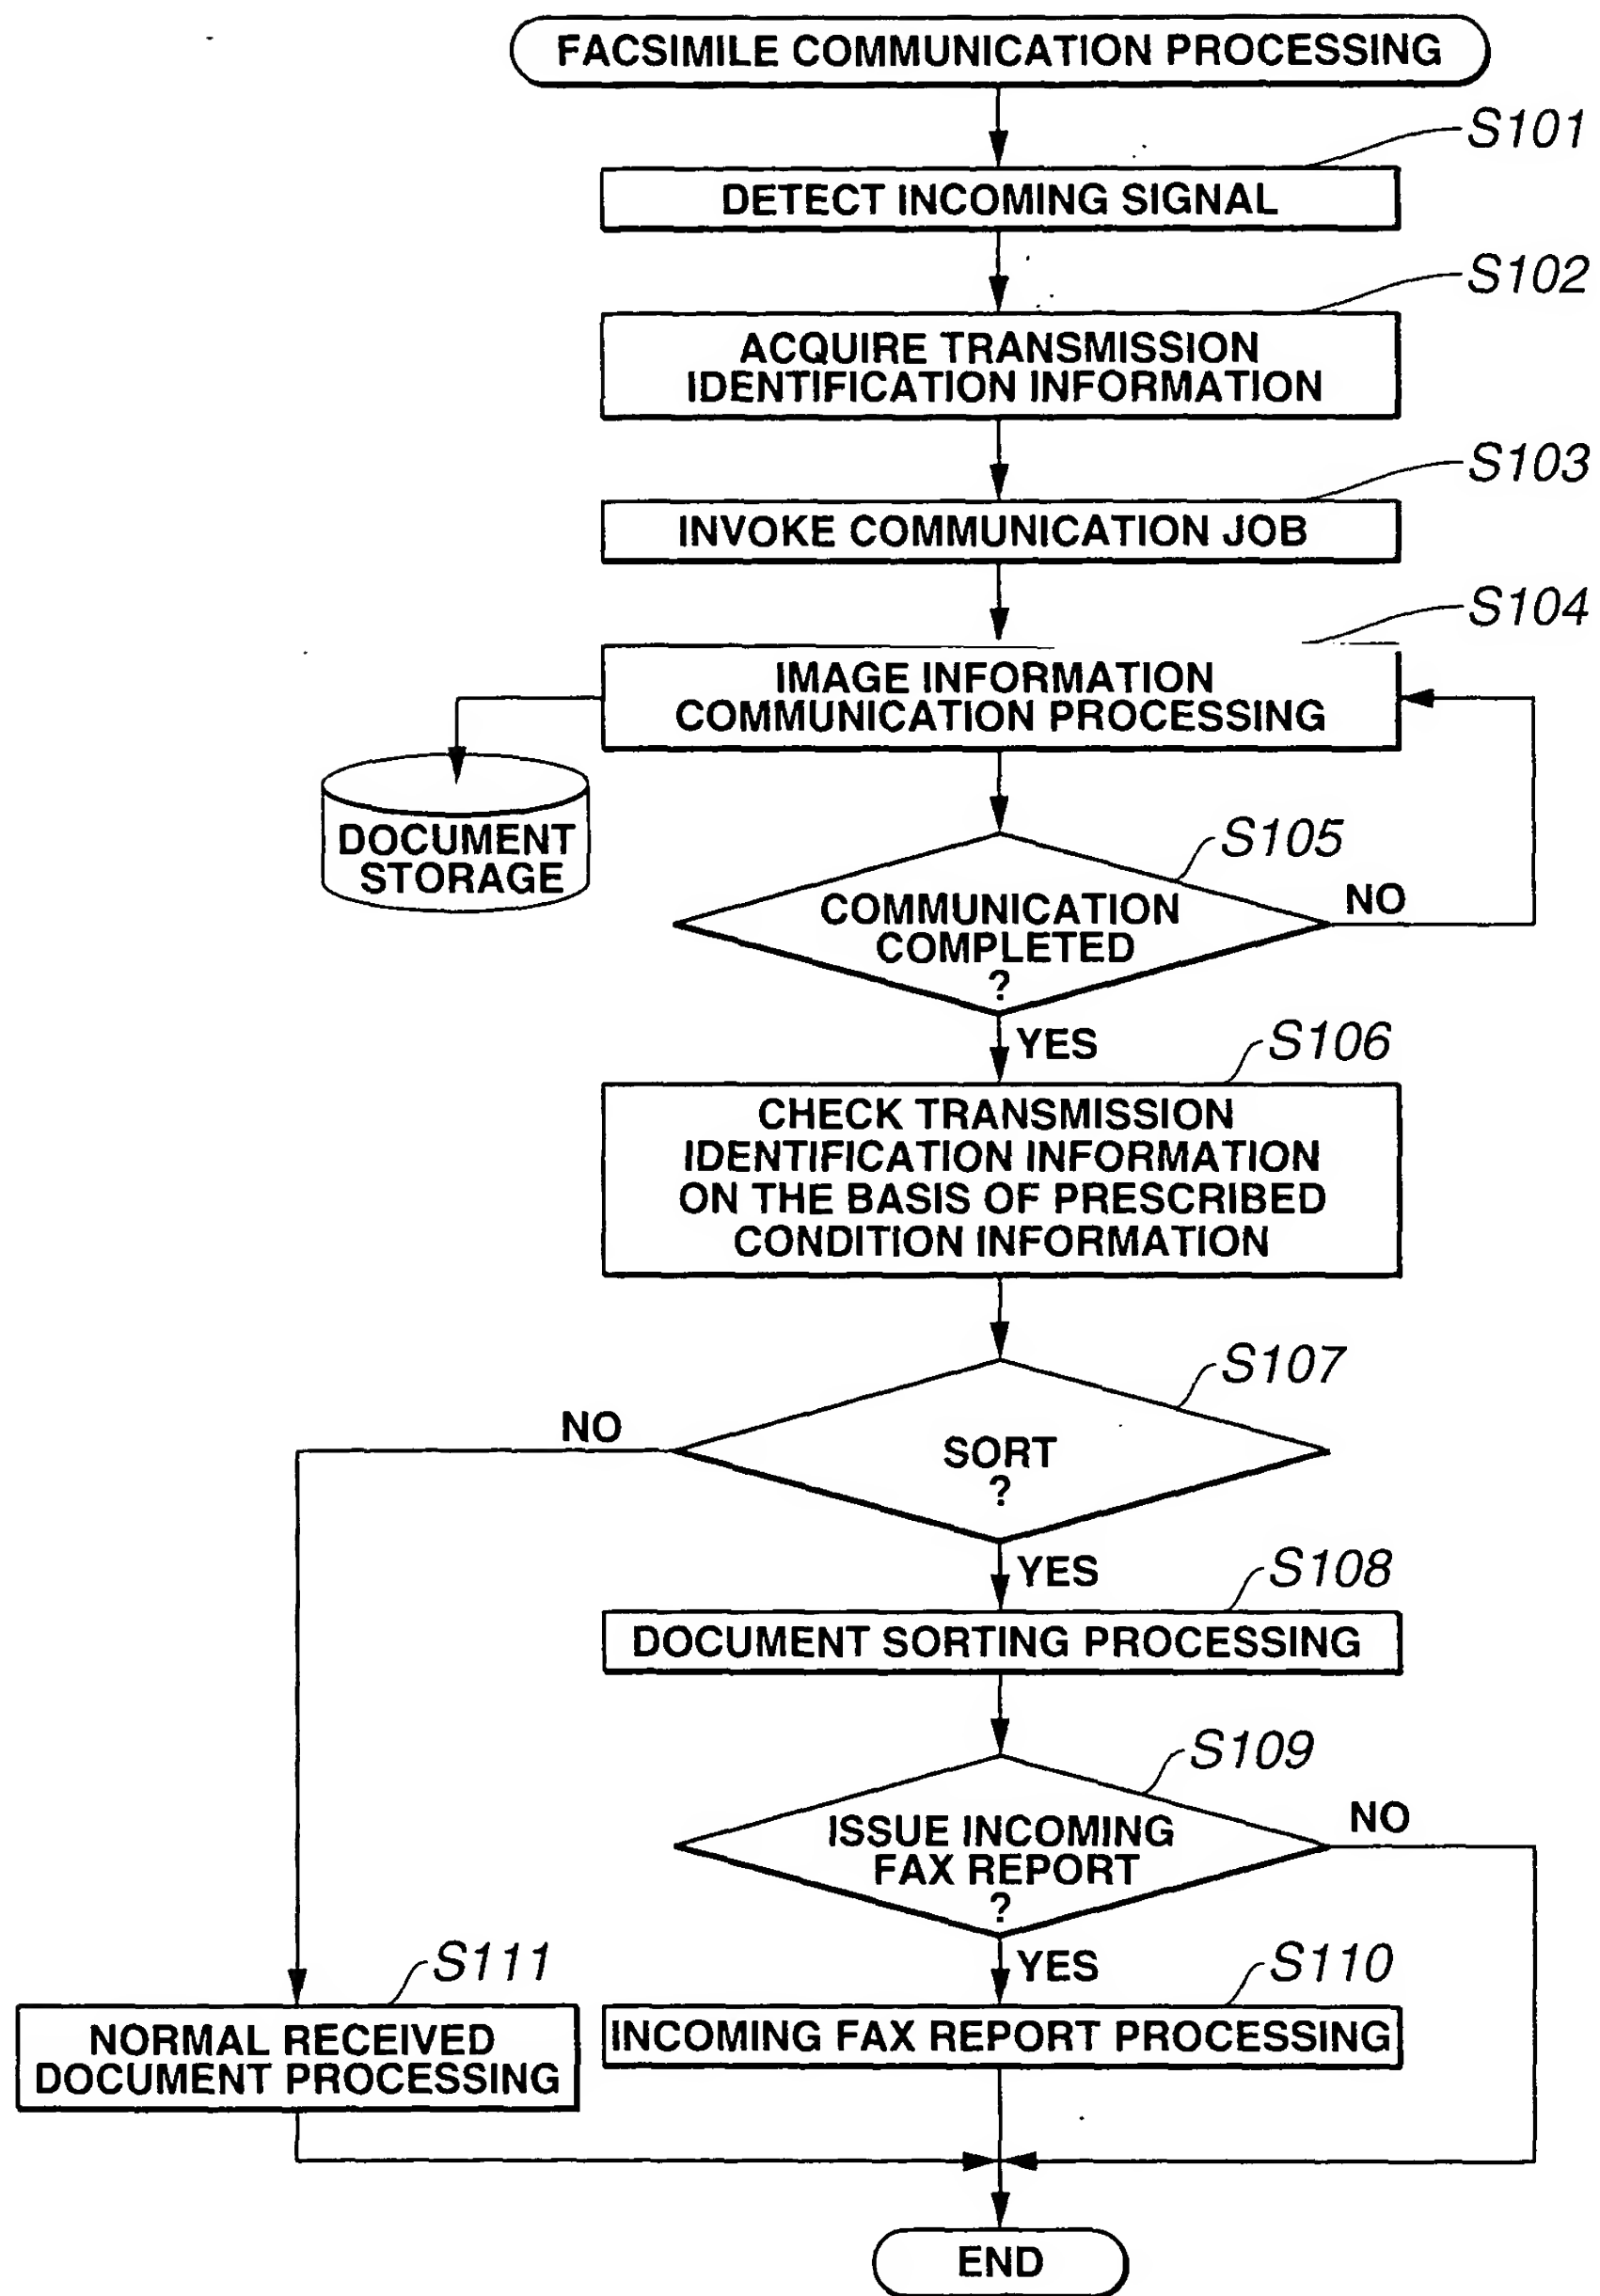 FACSIMILE COMMUNICATION PROCESSING
S101
DETECT INCOMING SIGNAL
S102
ACQUIRE TRANSMISSION
IDENTIFICATION INFORMATION
S103
INVOKE COMMUNICATION JOB
S104
IMAGE INFORMATION
COMMUNICATION PROCESSING
DOCUMENT
STORAGE
S105
COMMUNICATION
COMPLETED
?
NO
YES
S106
CHECK TRANSMISSION
IDENTIFICATION INFORMATION
ON THE BASIS OF PRESCRIBED
CONDITION INFORMATION
S107
NO
SORT
?
YES
S108
DOCUMENT SORTING PROCESSING
S109
ISSUE INCOMING
FAX REPORT
?
NO
YES
S111
NORMAL RECEIVED
DOCUMENT PROCESSING
S110
INCOMING FAX REPORT PROCESSING
END